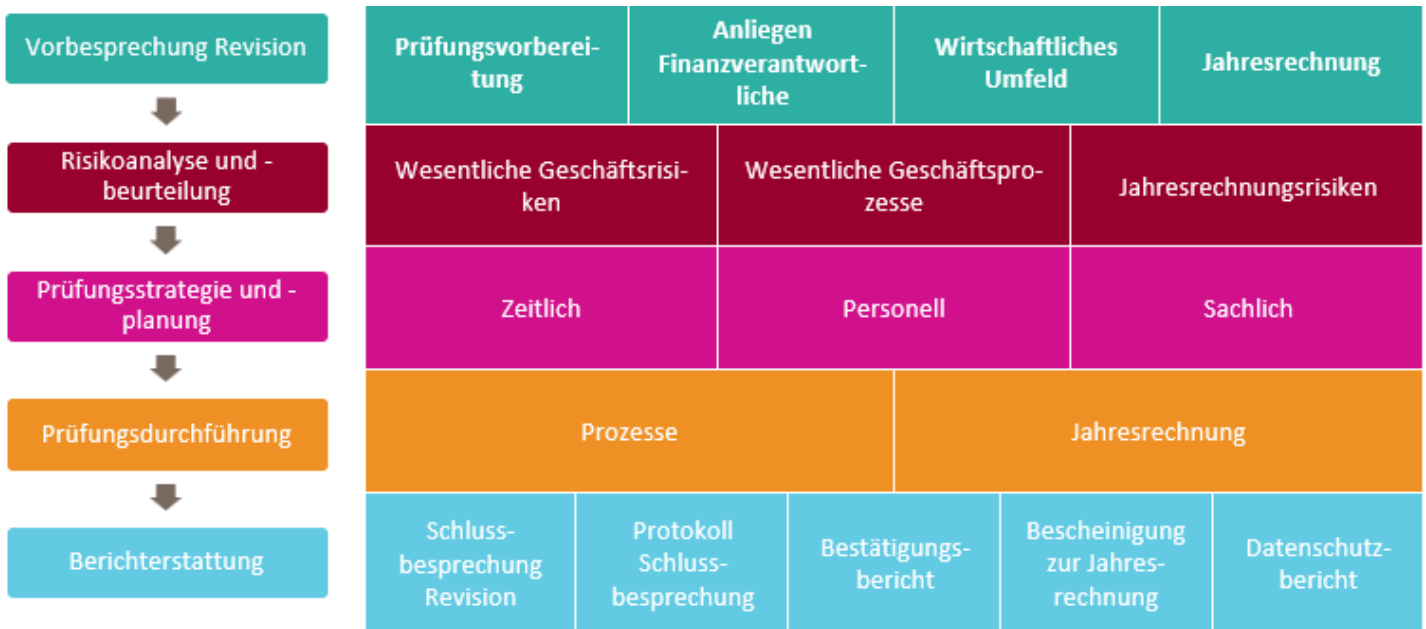 Vorbesprechung Revision
Prüfungsvorberei-
tung
Anliegen
Finanzverantwort-
liche
Wirtschaftliches
Umfeld
Jahresrechnung
Risikoanalyse und -
beurteilung
Wesentliche Geschäftsrisi-
ken
Wesentliche Geschäftspro-
zesse
Jahresrechnungsrisiken
Prüfungsstrategie und -
planung
Zeitlich
Personell
Sachlich
Prüfungsdurchführung
Prozesse
Jahresrechnung
Berichterstattung
Schluss-
besprechung
Revision
Protokoll
Schluss-
besprechung
Bestätigungs-
bericht
Bescheinigung
zur Jahres-
rechnung
Datenschutz-
bericht